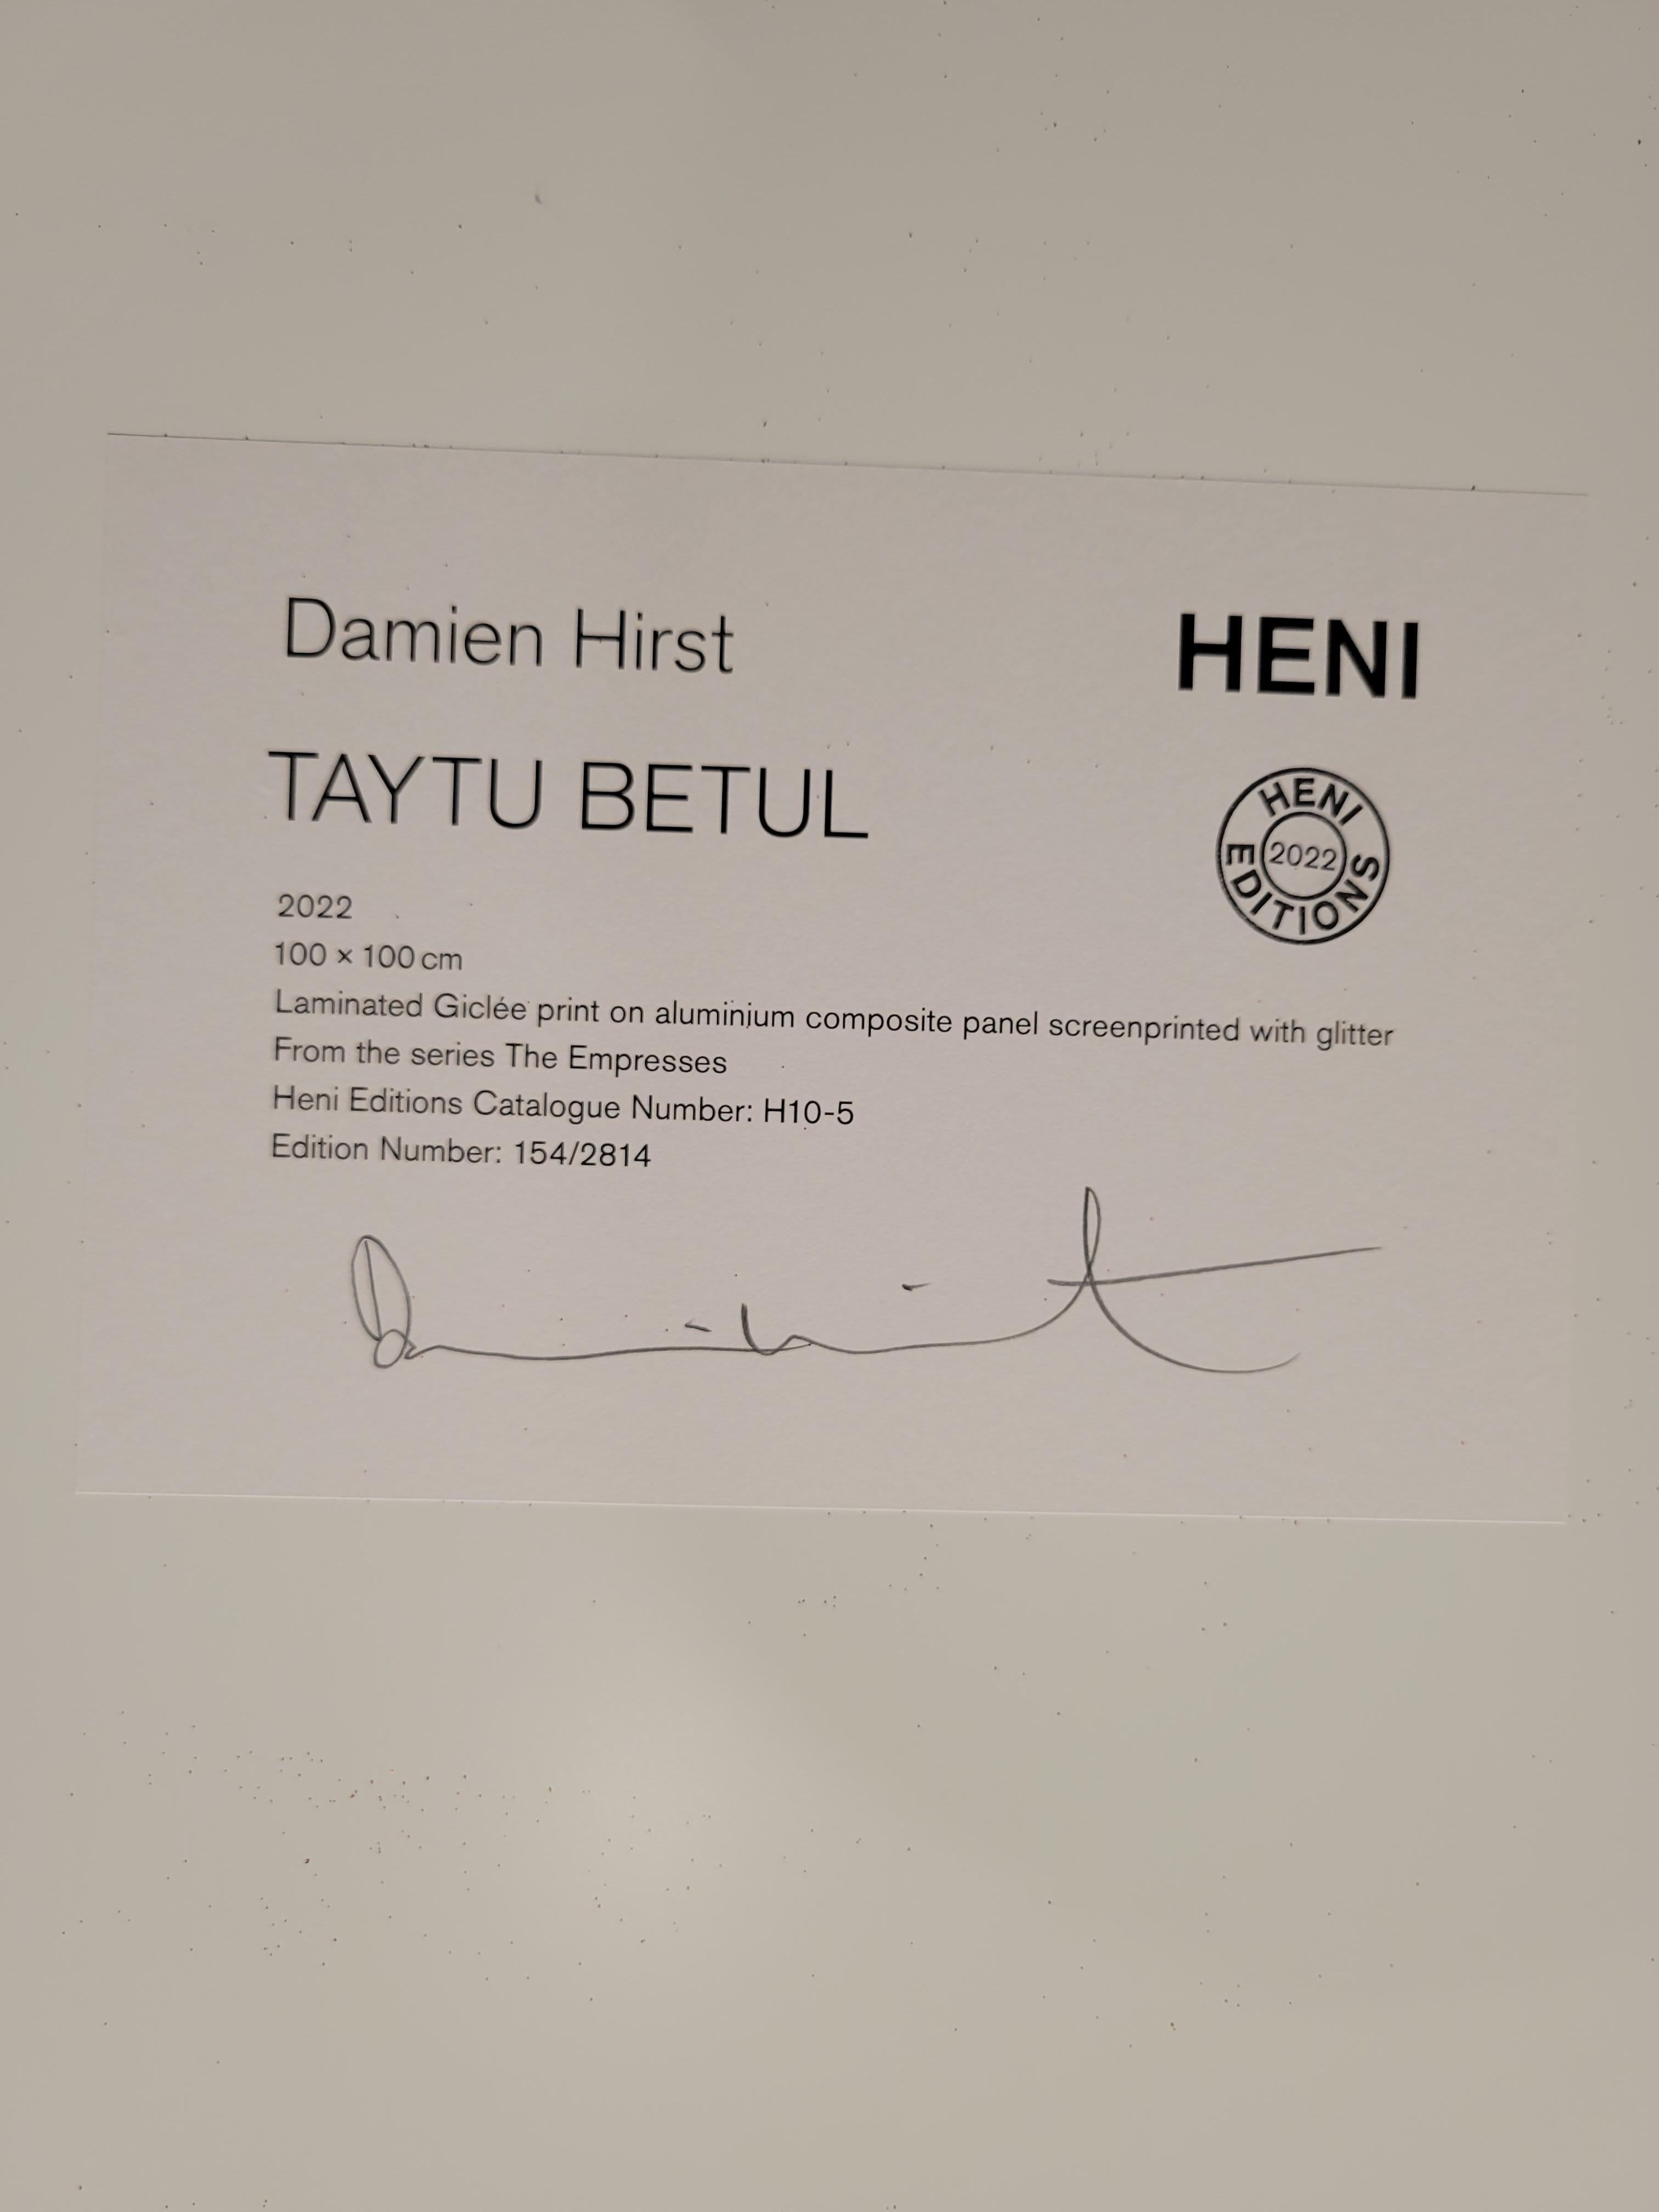 Damien Hirst
HENI
TAYTU BETUL
HENI
EDITIONS
2022
2022
100 × 100 cm
Laminated Giclée print on aluminium composite panel screenprinted with glitter
From the series The Empresses
Heni Editions Catalogue Number: H10-5
Edition Number: 154/2814